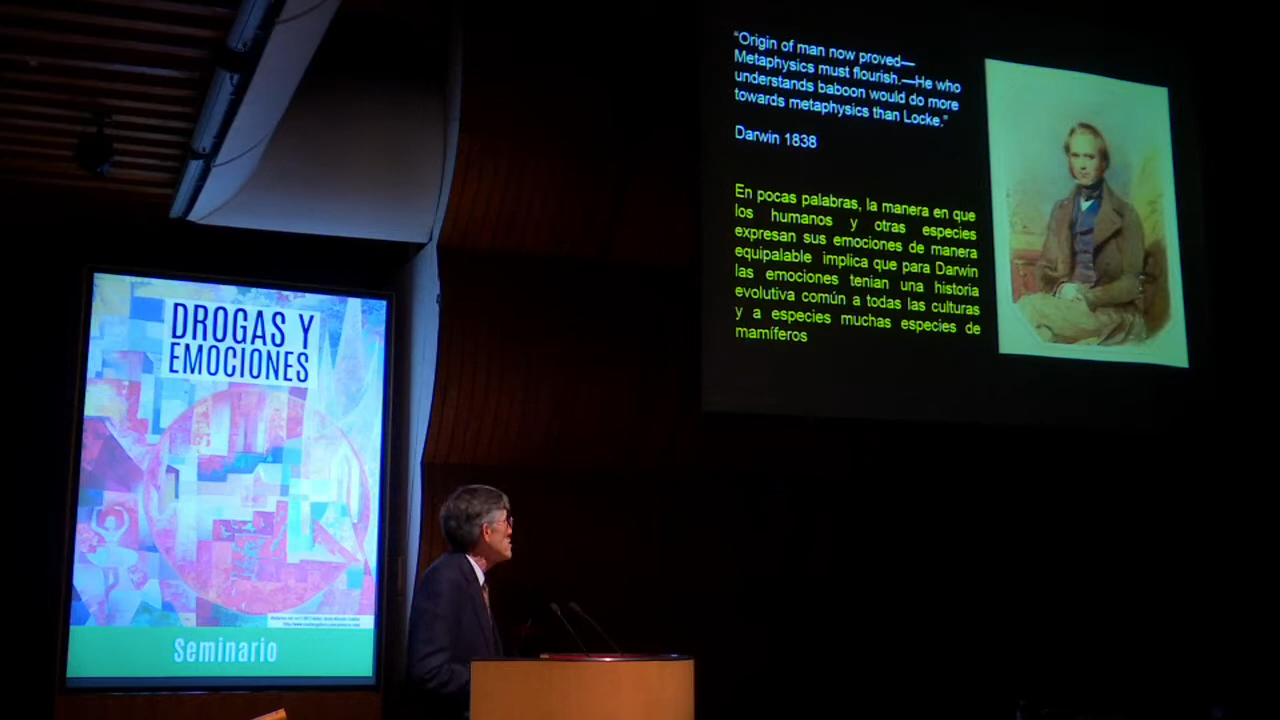 DROGAS Y
EMOCIONES
Seminario
“Origin of man now proved—
Metaphysics must flourish.—He who
understands baboon would do more
towards metaphysics than Locke.”
Darwin 1838
En pocas palabras, la manera en que
los humanos y otras especies
expresan sus emociones de manera
equipalable implica que para Darwin
las emociones tenian una historia
evolutiva común a todas las culturas
y a especies muchas especies de
mamíferos